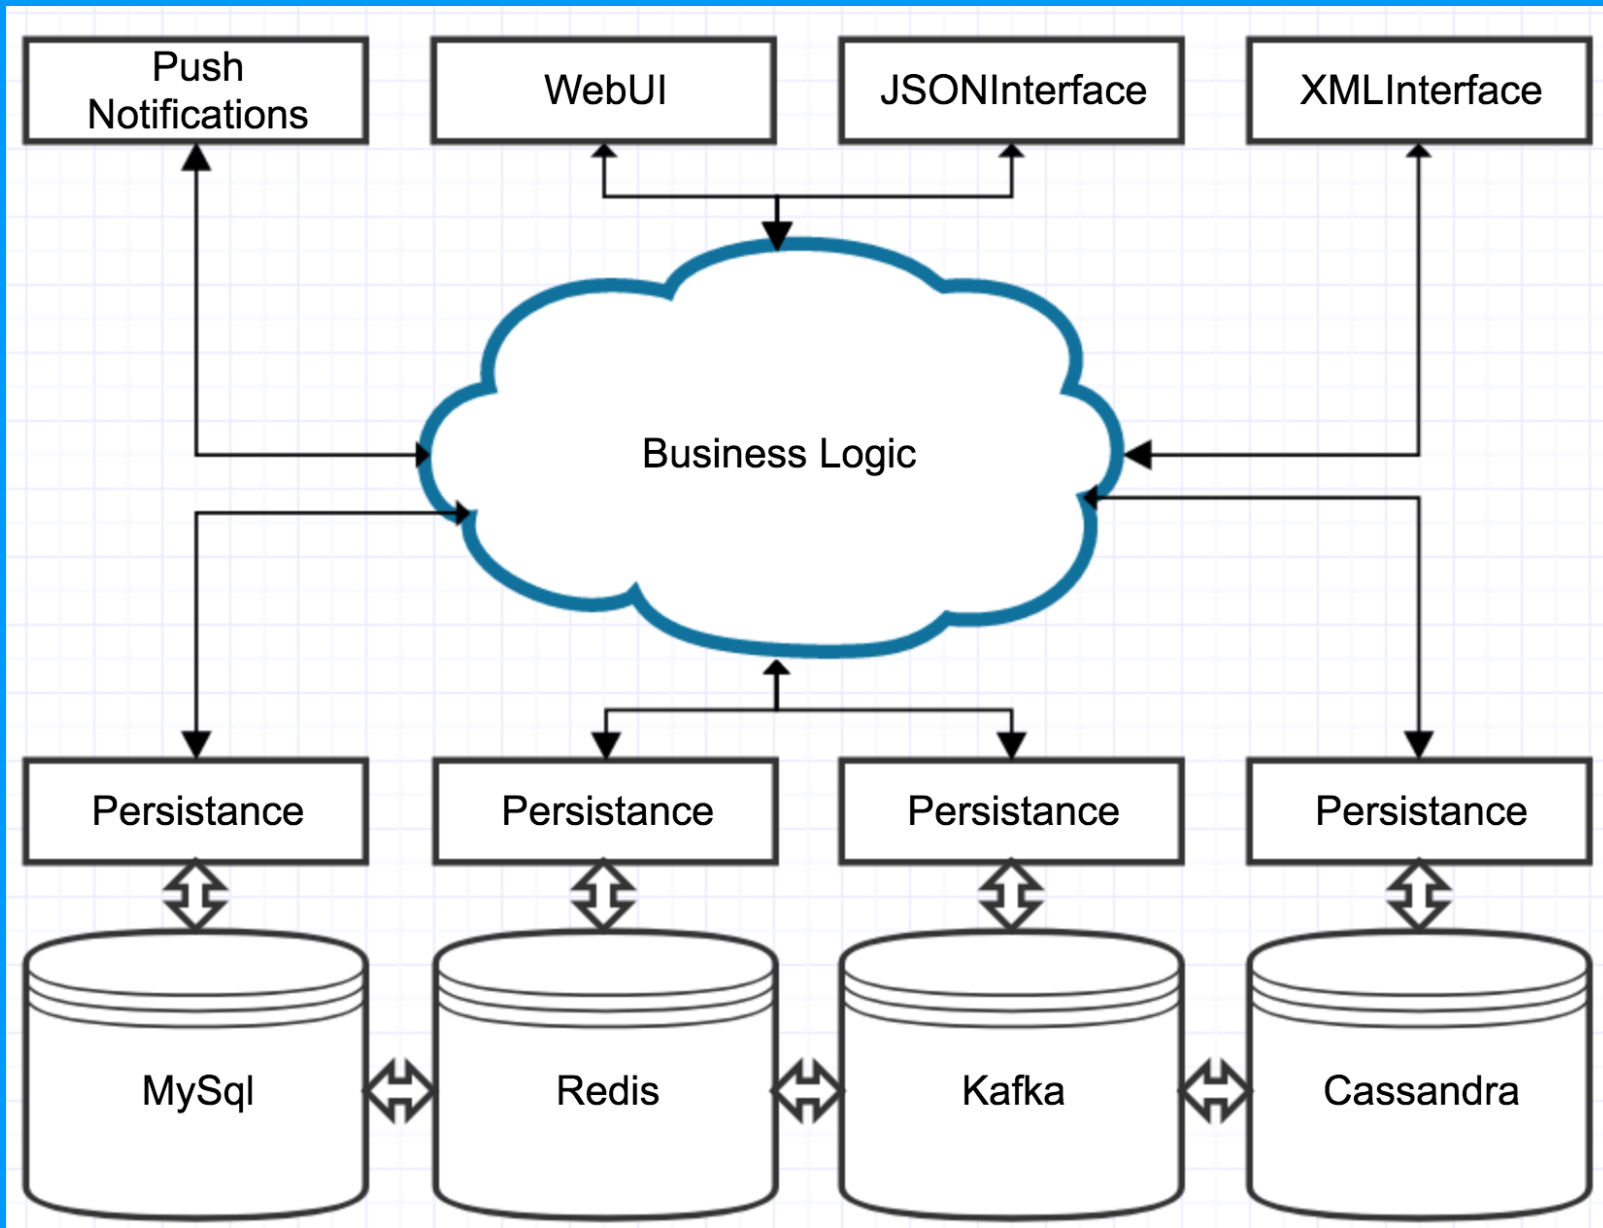 Push
Notifications
WebUI
JSONInterface
XMLInterface
Business Logic
Persistance
Persistance
Persistance
Persistance
MySql
Redis
Kafka
Cassandra